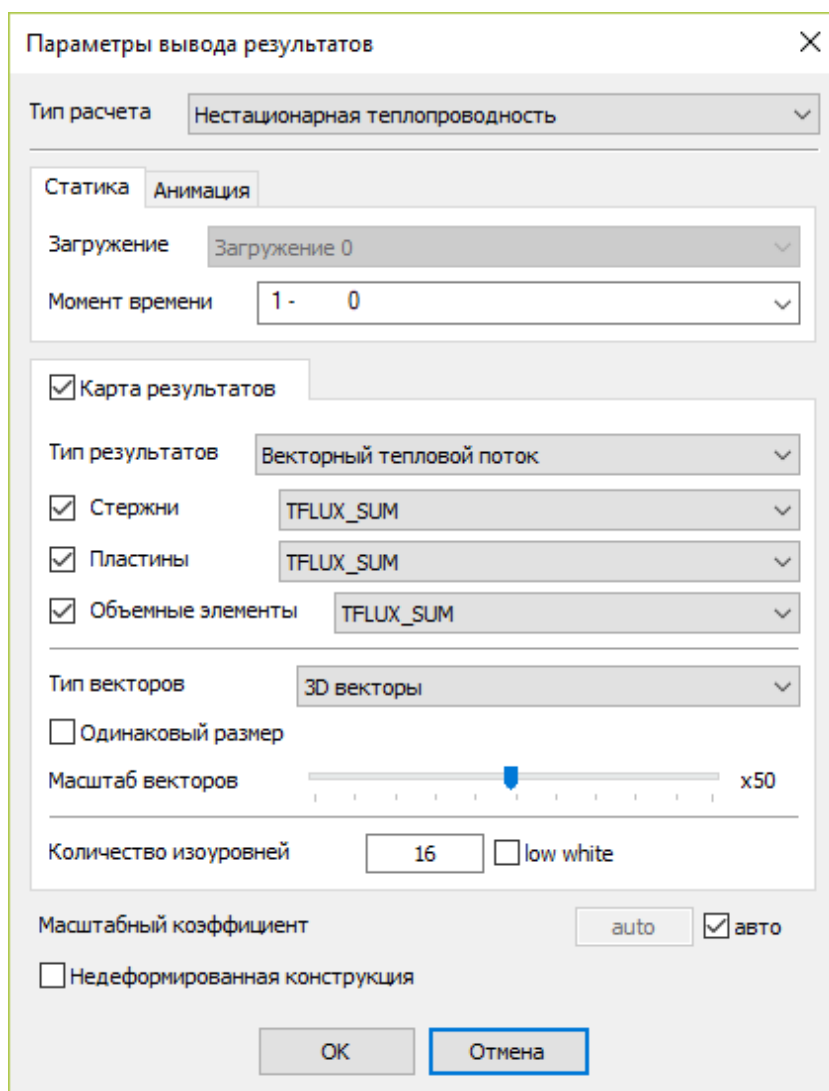 Параметры вывода результатов
Тип расчета Нестационарная теплопроводность
Статика Анимация
Загружение Загружение 0
Момент времени 1 - 0
Карта результатов
Тип результатов Векторный тепловой поток
Стержни TFLUX_SUM
Пластины TFLUX_SUM
Объемные элементы TFLUX_SUM
Тип векторов 3D векторы
Одинаковый размер
Масштаб векторов x50
Количество изоуровней 16 low white
Масштабный коэффициент auto авто
Недеформированная конструкция
OK Отмена